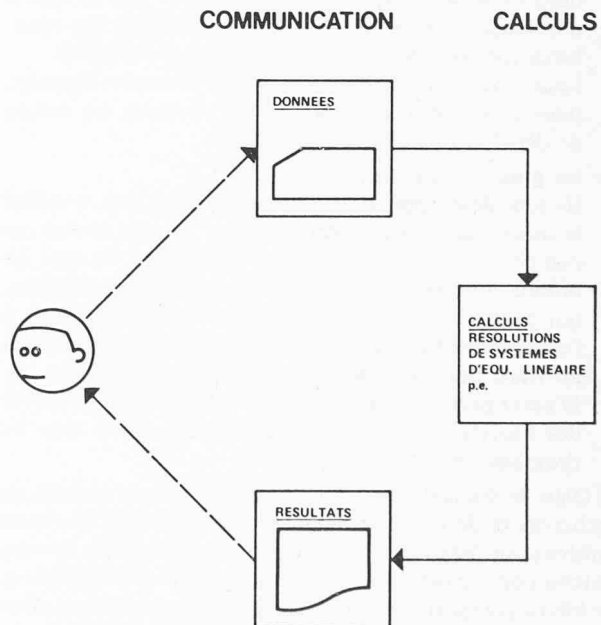 COMMUNICATION CALCULS
DONNEES
CALCULS
RESOLUTIONS
DE SYSTEMES
D'EQU. LINEAIRE
p.e.
RESULTATS